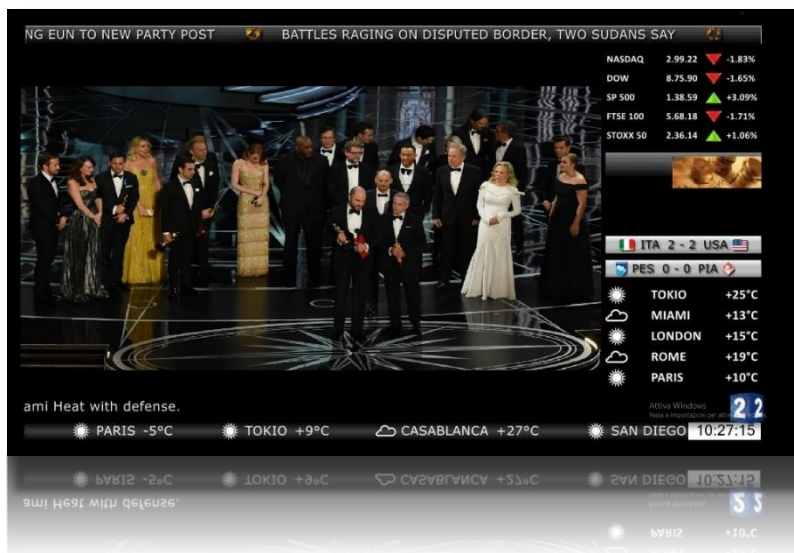 NG EUN TO NEW PARTY POST BATTLES RAGING ON DISPUTED BORDER, TWO SUDANS SAY
NASDAQ 2.99.22 -1.83%
DOW 8.75.90 -1.65%
SP 500 1.38.59 +3.09%
FTSE 100 5.68.18 -1.71%
STOXX 50 2.36.14 +1.06%
ITA 2 - 2 USA
PES 0 - 0 PIA
TOKIO +25°C
MIAMI +13°C
LONDON +15°C
ROME +19°C
PARIS +10°C
ami Heat with defense.
Attiva Windows
Passa a Impostazioni per
22
PARIS -5°C TOKIO +9°C CASABLANCA +27°C SAN DIEGO 10:27:15